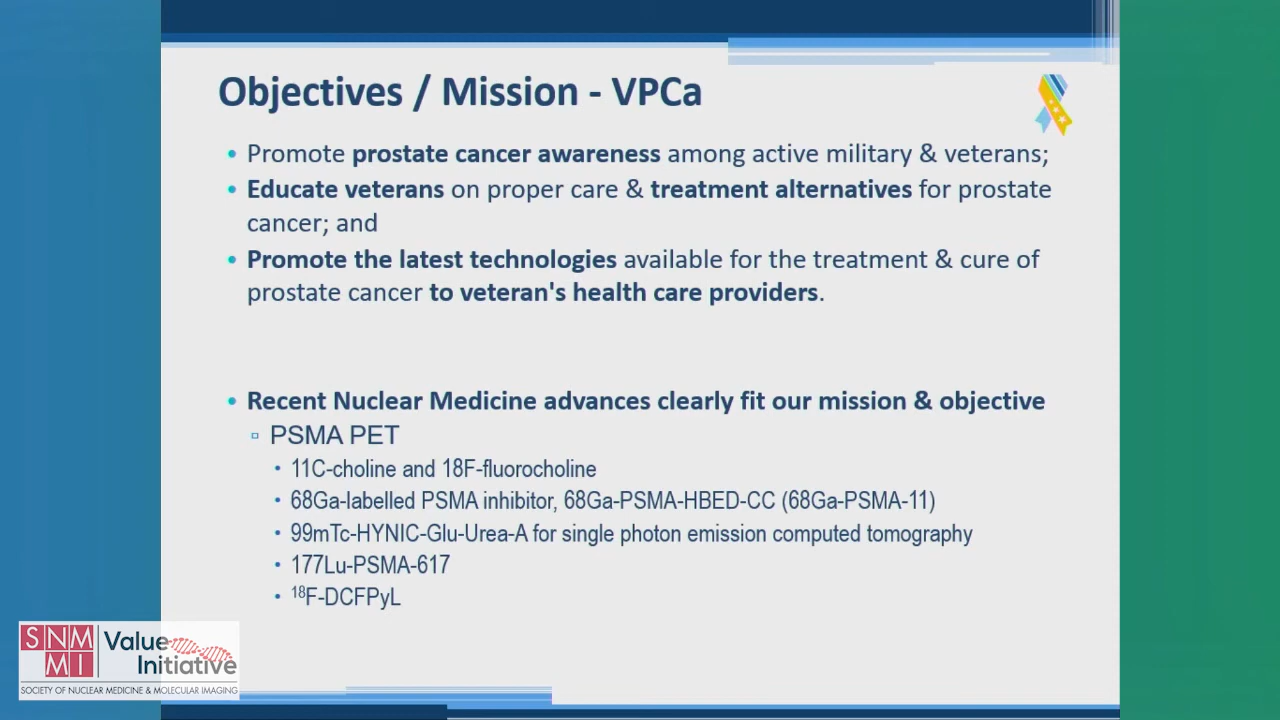 Objectives / Mission - VPCa
• Promote prostate cancer awareness among active military & veterans;
• Educate veterans on proper care & treatment alternatives for prostate
cancer; and
• Promote the latest technologies available for the treatment & cure of
prostate cancer to veteran's health care providers.
• Recent Nuclear Medicine advances clearly fit our mission & objective
▫ PSMA PET
• 11C-choline and 18F-fluorocholine
• 68Ga-labelled PSMA inhibitor, 68Ga-PSMA-HBED-CC (68Ga-PSMA-11)
• 99mTc-HYNIC-Glu-Urea-A for single photon emission computed tomography
• 177Lu-PSMA-617
• ¹⁸F-DCFPyL
SNM
MI
Value
Initiative
SOCIETY OF NUCLEAR MEDICINE & MOLECULAR IMAGING